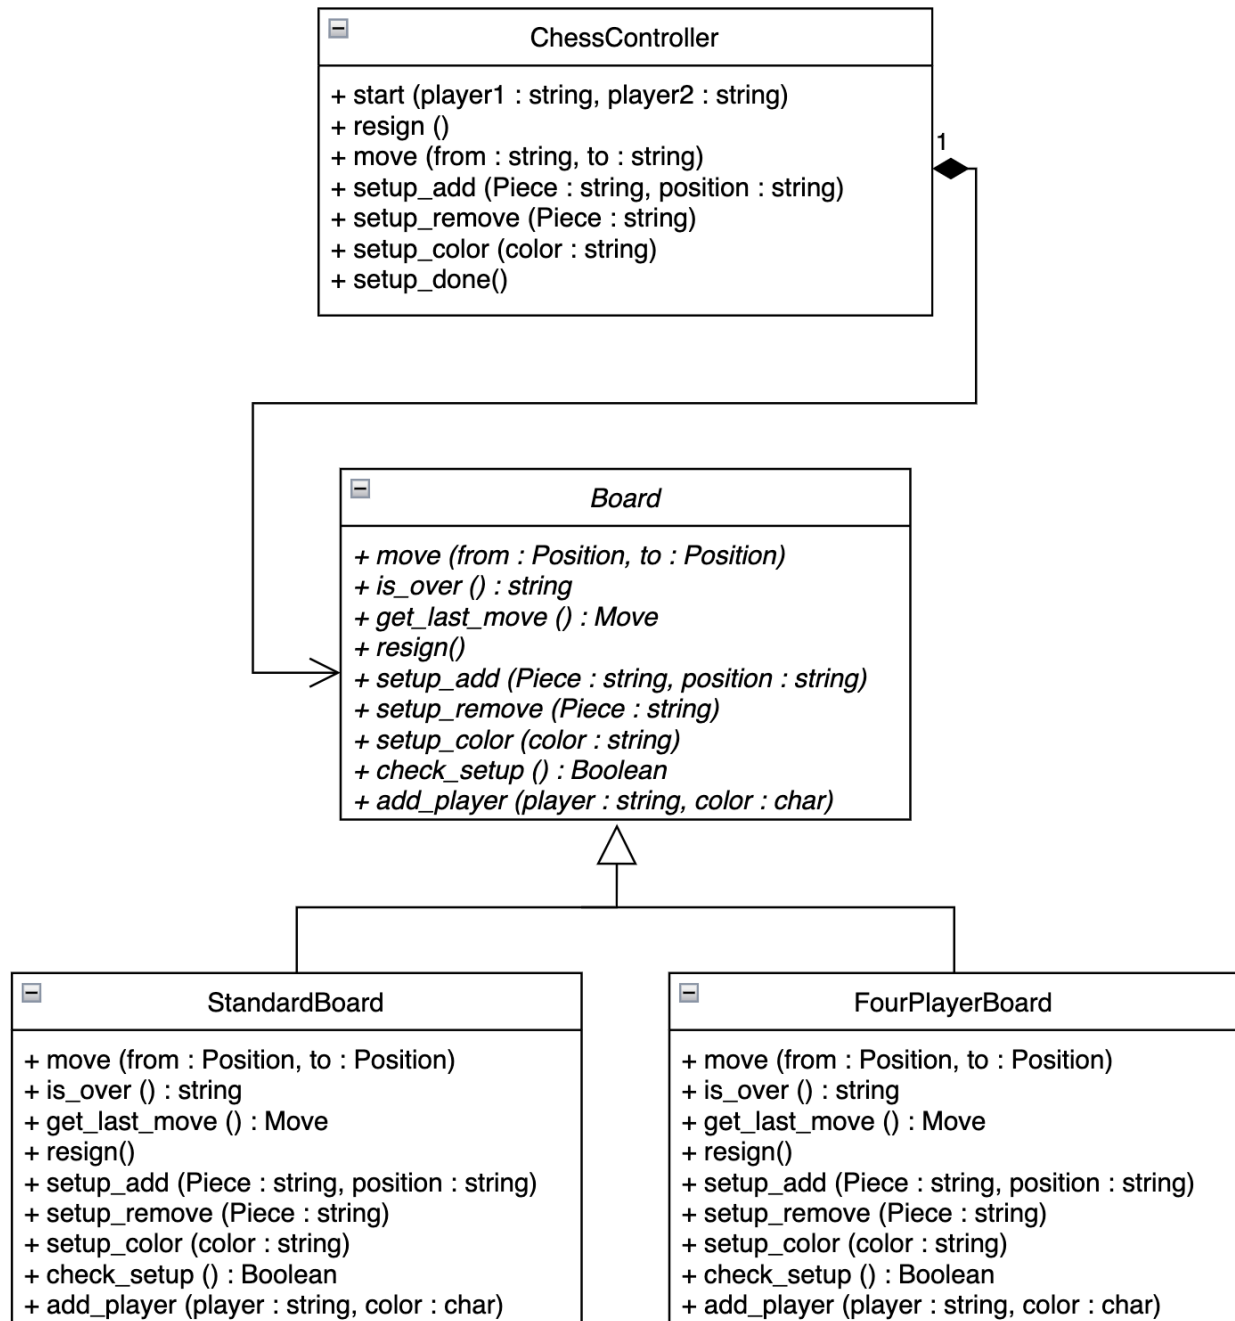 ChessController
+ start (player1 : string, player2 : string)
+ resign ()
+ move (from : string, to : string)
+ setup_add (Piece : string, position : string)
+ setup_remove (Piece : string)
+ setup_color (color : string)
+ setup_done()
1
Board
+ move (from : Position, to : Position)
+ is_over () : string
+ get_last_move () : Move
+ resign()
+ setup_add (Piece : string, position : string)
+ setup_remove (Piece : string)
+ setup_color (color : string)
+ check_setup () : Boolean
+ add_player (player : string, color : char)
StandardBoard
+ move (from : Position, to : Position)
+ is_over () : string
+ get_last_move () : Move
+ resign()
+ setup_add (Piece : string, position : string)
+ setup_remove (Piece : string)
+ setup_color (color : string)
+ check_setup () : Boolean
+ add_player (player : string, color : char)
FourPlayerBoard
+ move (from : Position, to : Position)
+ is_over () : string
+ get_last_move () : Move
+ resign()
+ setup_add (Piece : string, position : string)
+ setup_remove (Piece : string)
+ setup_color (color : string)
+ check_setup () : Boolean
+ add_player (player : string, color : char)